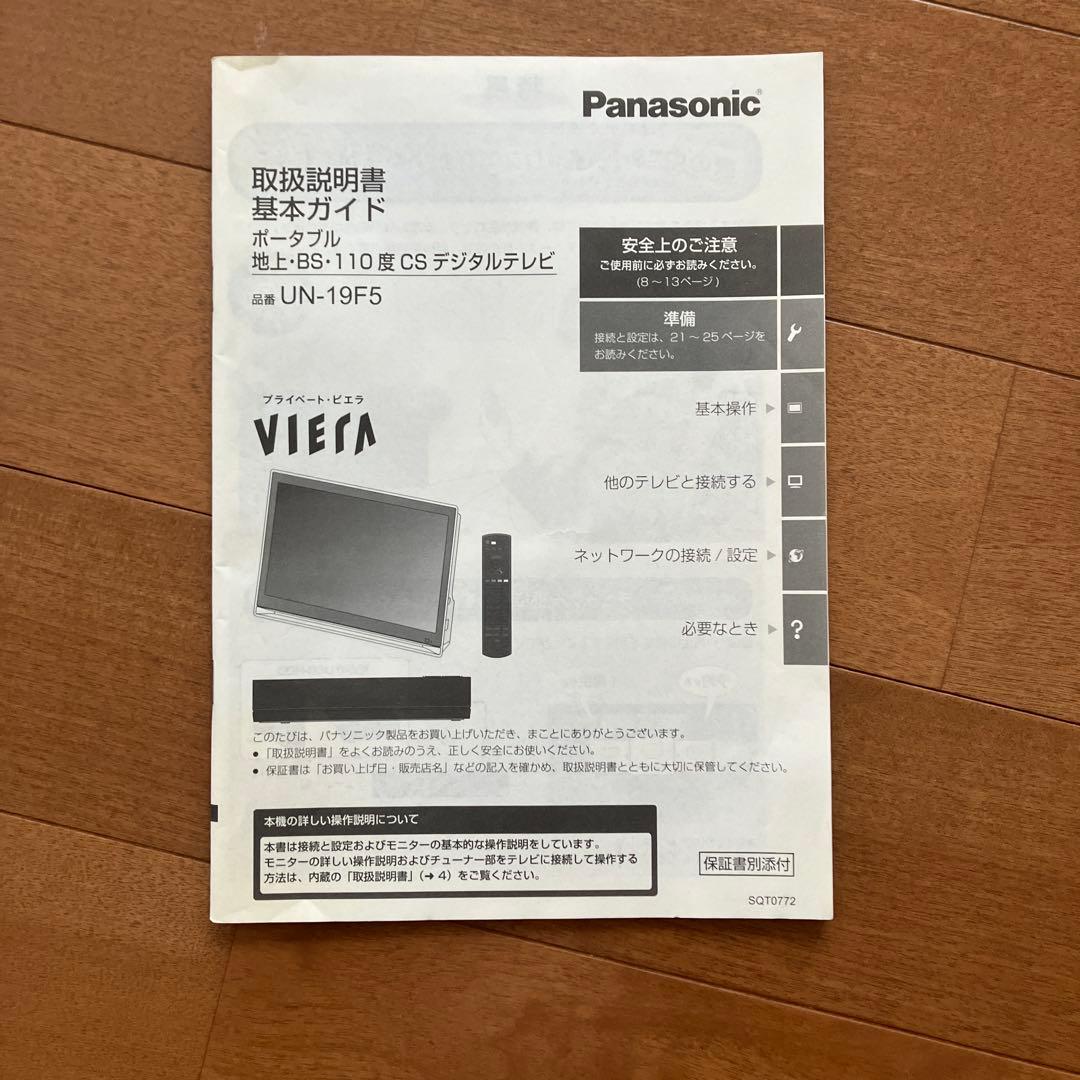 Panasonic®
取扱説明書
基本ガイド
ポータブル
地上・BS・110度CSデジタルテレビ
品番 UN-19F5
安全上のご注意
ご使用前に必ずお読みください。
(8～13ページ)
準備
接続と設定は、21～25ページを
お読みください。
基本操作
他のテレビと接続する
ネットワークの接続/設定
必要なとき
?
プライベート・ビエラ
VIERA
このたびは、パナソニック製品をお買い上げいただき、まことにありがとうございます。
● 「取扱説明書」をよくお読みのうえ、正しく安全にお使いください。
● 保証書は「お買い上げ日・販売店名」などの記入を確かめ、取扱説明書とともに大切に保管してください。
本機の詳しい操作説明について
本書は接続と設定およびモニターの基本的な操作説明をしています。
モニターの詳しい操作説明およびチューナー部をテレビに接続して操作する
方法は、内蔵の「取扱説明書」(➔4)をご覧ください。
保証書別添付
SQT0772